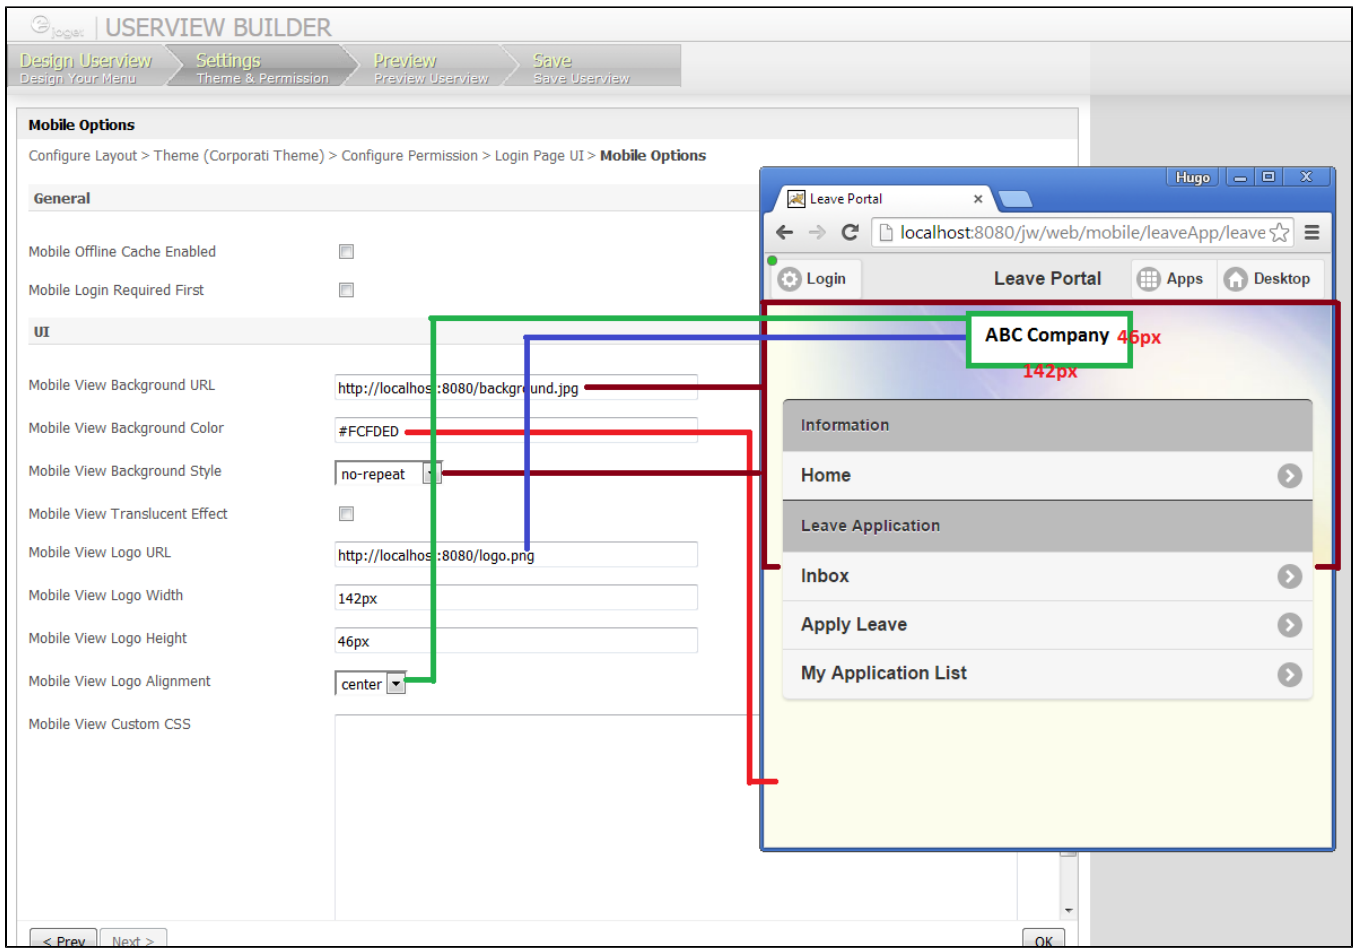 Joget | USERVIEW BUILDER
Design Userview
Design Your Menu
Settings
Theme & Permission
Preview
Preview Userview
Save
Save Userview
Mobile Options
Configure Layout > Theme (Corporati Theme) > Configure Permission > Login Page UI > Mobile Options
General
Mobile Offline Cache Enabled
Mobile Login Required First
UI
Mobile View Background URL
http://localhost:8080/background.jpg
Mobile View Background Color
#FCFDED
Mobile View Background Style
no-repeat
Mobile View Translucent Effect
Mobile View Logo URL
http://localhost:8080/logo.png
Mobile View Logo Width
142px
Mobile View Logo Height
46px
Mobile View Logo Alignment
center
Mobile View Custom CSS
< Prev
Next >
OK
Hugo
Leave Portal
localhost:8080/jw/web/mobile/leaveApp/leave
Login
Leave Portal
Apps
Desktop
ABC Company
46px
142px
Information
Home
Leave Application
Inbox
Apply Leave
My Application List